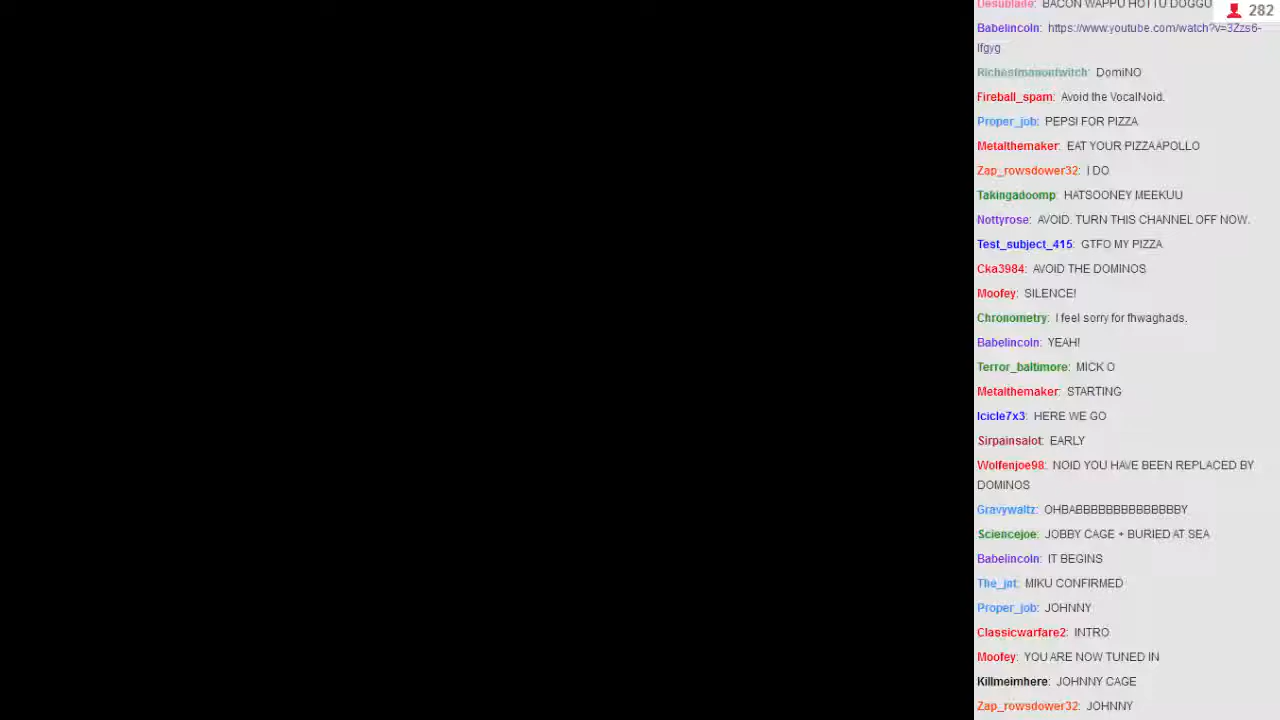 Desublade: BACON WAPPU HOTTU DOGGU
282
Babelincoln: https://www.youtube.com/watch?v=3Zzs6-
Ifgyg
Richestmanontwitch: DomiNO
Fireball_spam: Avoid the VocalNoid.
Proper_job: PEPSI FOR PIZZA
Metalthemaker: EAT YOUR PIZZAAPOLLO
Zap_rowsdower32: I DO
Takingadoomp: HATSOONEY MEEKUU
Nottyrose: AVOID. TURN THIS CHANNEL OFF NOW.
Test_subject_415: GTFO MY PIZZA
Cka3984: AVOID THE DOMINOS
Moofey: SILENCE!
Chronometry: I feel sorry for fhwaghads.
Babelincoln: YEAH!
Terror_baltimore: MICK O
Metalthemaker: STARTING
Icicle7x3: HERE WE GO
Sirpainsalot: EARLY
Wolfenjoe98: NOID YOU HAVE BEEN REPLACED BY
DOMINOS
Gravywaltz: OHBABBBBBBBBBBBBBBY
Sciencejoe: JOBBY CAGE + BURIED AT SEA
Babelincoln: IT BEGINS
The_jat: MIKU CONFIRMED
Proper_job: JOHNNY
Classicwarfare2: INTRO
Moofey: YOU ARE NOW TUNED IN
Killmeimhere: JOHNNY CAGE
Zap_rowsdower32: JOHNNY